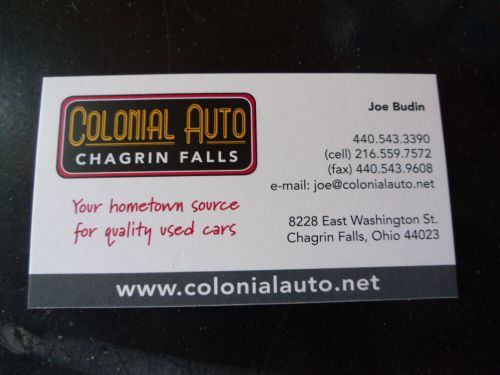 COLONIAL AUTO
CHAGRIN FALLS
Your hometown source
for quality used cars
Joe Budin
440.543.3390
(cell) 216.559.7572
(fax) 440.543.9608
e-mail: joe@colonialauto.net
8228 East Washington St.
Chagrin Falls, Ohio 44023
www.colonialauto.net